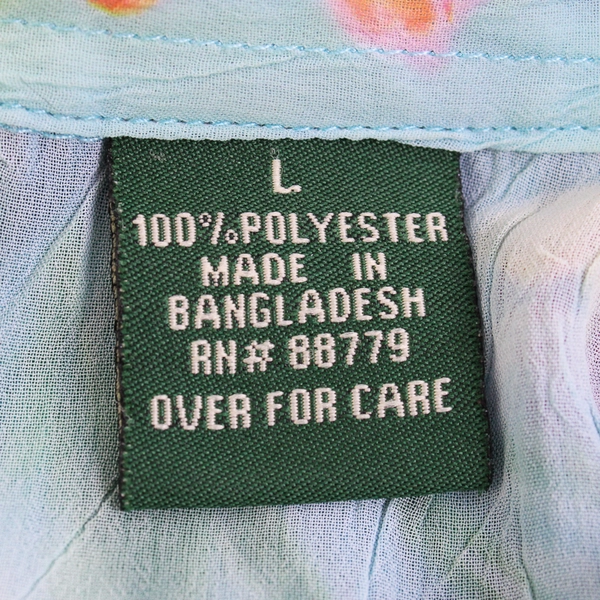 L
100%POLYESTER
MADE IN
BANGLADESH
RN# 88779
OVER FOR CARE